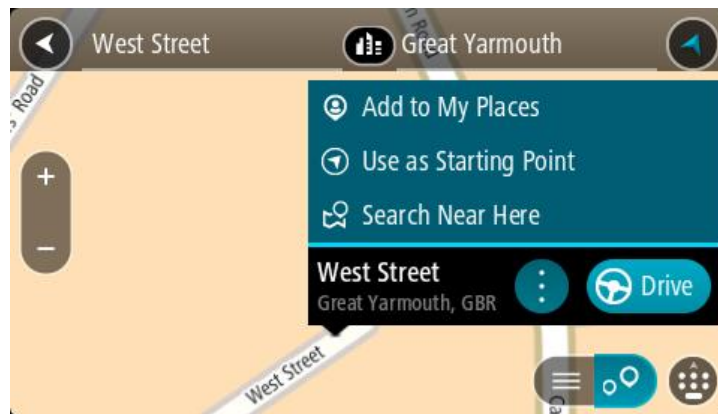 West Street
Great Yarmouth
Road
Road
Add to My Places
Use as Starting Point
Search Near Here
West Street
Great Yarmouth, GBR
Drive
West Street